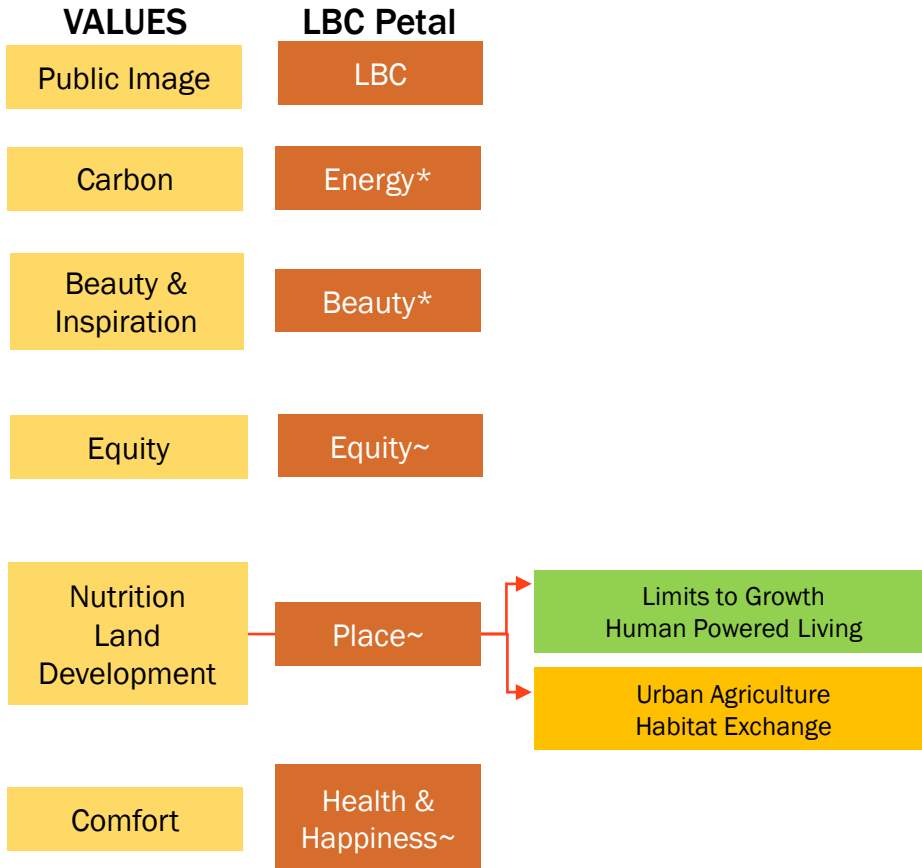 VALUES
LBC Petal
Public Image
LBC
Carbon
Energy*
Beauty &
Inspiration
Beauty*
Equity
Equity~
Nutrition
Land
Development
Place~
Limits to Growth
Human Powered Living
Urban Agriculture
Habitat Exchange
Comfort
Health &
Happiness~